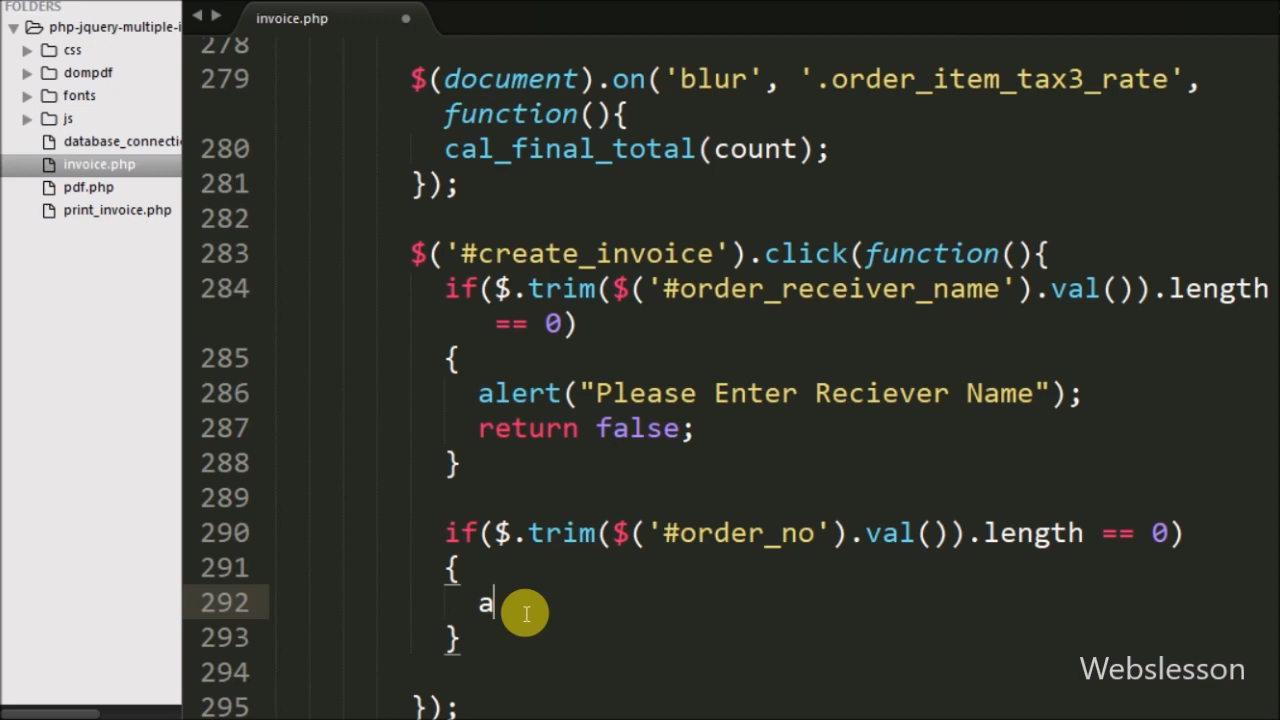 FOLDERS
php-jquery-multiple-i
css
dompdf
fonts
js
database_connecti
invoice.php
pdf.php
print_invoice.php
invoice.php
278
279 $(document).on('blur', '.order_item_tax3_rate',
function(){
280 cal_final_total(count);
281 });
282
283 $('#create_invoice').click(function(){
284 if($.trim($('#order_receiver_name').val()).length
== 0)
285 {
286 alert("Please Enter Reciever Name");
287 return false;
288 }
289
290 if($.trim($('#order_no').val()).length == 0)
291 {
292 a
293 }
294
295 });
Webslesson